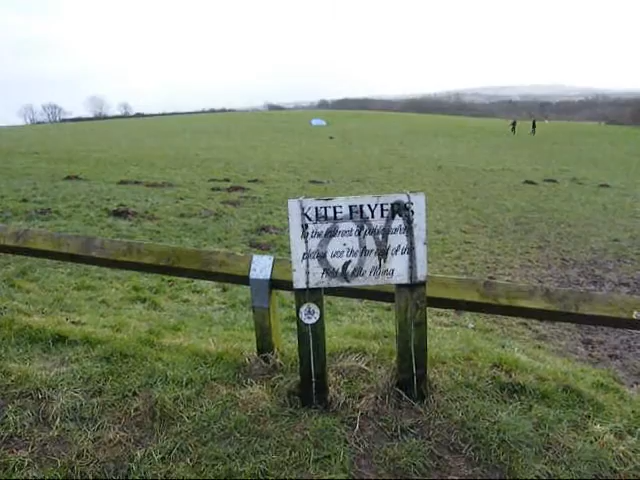 KITE FLYERS
In the interest of public safety
please use the far end of the
field for kite flying